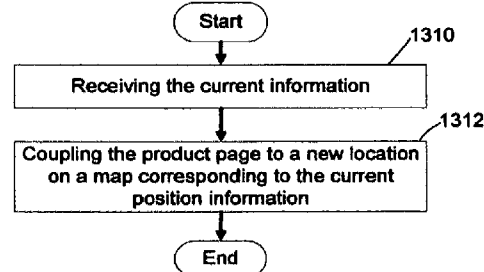 Start
1310
Receiving the current information
1312
Coupling the product page to a new location
on a map corresponding to the current
position information
End